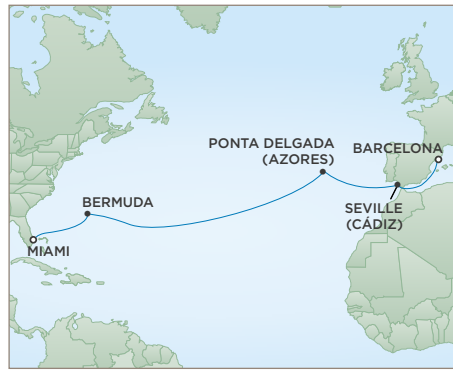 PONTA DELGADA
(AZORES)
BARCELONA
BERMUDA
SEVILLE
(CÁDIZ)
MIAMI